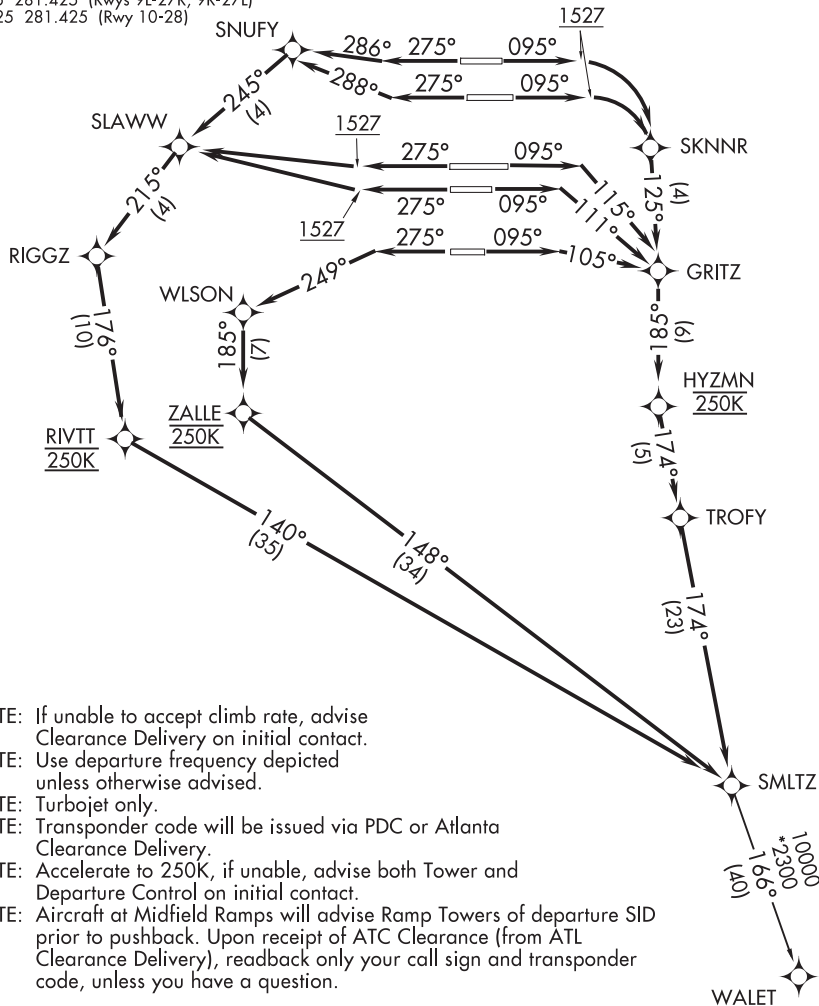 281.425 (Rwys 9L-27R, 9R-27L)
25 281.425 (Rwy 10-28)
SNUFY
1527
286° 275° 095°
288° 275° 095°
245°
(4)
SLAWW
1527
275° 095°
SKNNR
125°
(4)
215°
(4)
115°
111°
275° 095°
1527
RIGGZ
275° 095°
105°
GRITZ
249°
WLSON
176°
(10)
185°
(7)
185°
(6)
HYZMN
250K
ZALLE
250K
RIVTT
250K
174°
(5)
TROFY
140°
(35)
148°
(34)
174°
(23)
TE: If unable to accept climb rate, advise
Clearance Delivery on initial contact.
TE: Use departure frequency depicted
unless otherwise advised.
TE: Turbojet only.
TE: Transponder code will be issued via PDC or Atlanta
Clearance Delivery.
TE: Accelerate to 250K, if unable, advise both Tower and
Departure Control on initial contact.
TE: Aircraft at Midfield Ramps will advise Ramp Towers of departure SID
prior to pushback. Upon receipt of ATC Clearance (from ATL
Clearance Delivery), readback only your call sign and transponder
code, unless you have a question.
SMLTZ
10000
*2300
166°
(40)
WALET